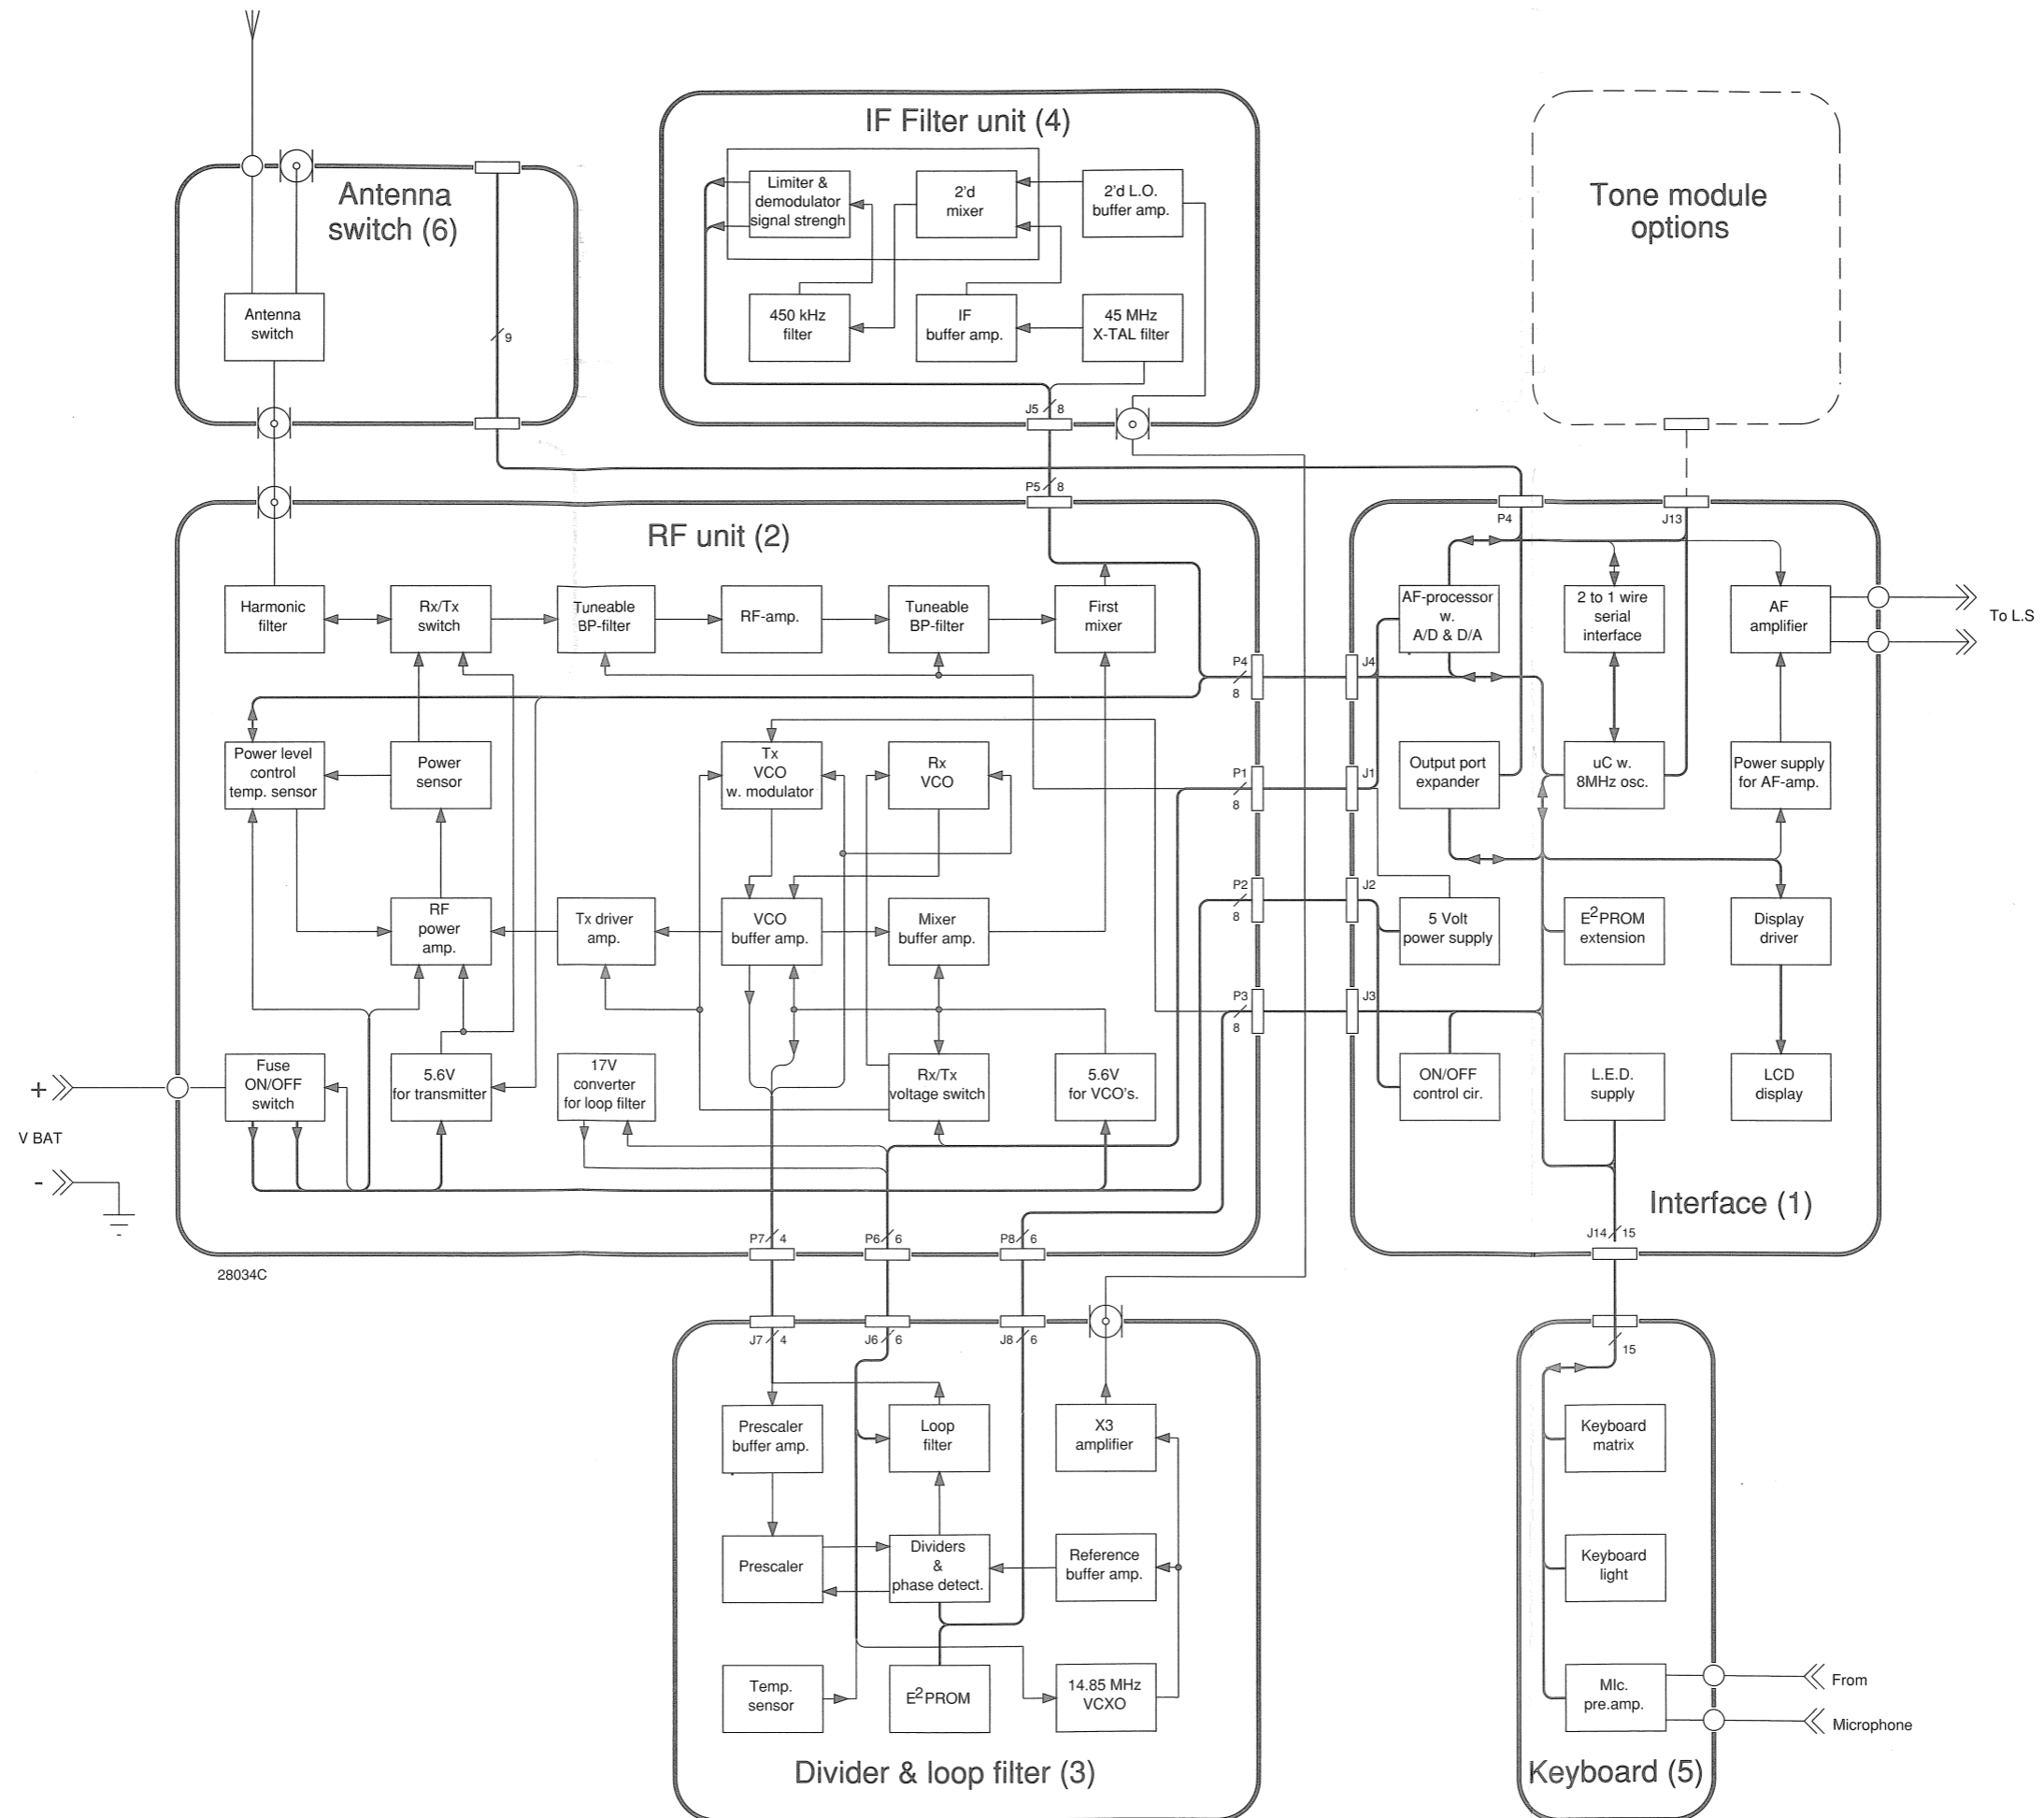 IF Filter unit (4)
Limiter &
demodulator
signal strengh
2'd
mixer
2'd L.O.
buffer amp.
450 kHz
filter
IF
buffer amp.
45 MHz
X-TAL filter
J5
8
Antenna
switch (6)
Antenna
switch
9
Tone module
options
P5
8
RF unit (2)
Harmonic
filter
Rx/Tx
switch
Tuneable
BP-filter
RF-amp.
Tuneable
BP-filter
First
mixer
P4
8
Power level
control
temp. sensor
Power
sensor
Tx
VCO
w. modulator
Rx
VCO
P1
8
RF
power
amp.
Tx driver
amp.
VCO
buffer amp.
Mixer
buffer amp.
P2
8
P3
8
Fuse
ON/OFF
switch
5.6V
for transmitter
17V
converter
for loop filter
Rx/Tx
voltage switch
5.6V
for VCO's.
+
V BAT
-
P7
4
P6
6
P8
6
28034C
P4
J13
AF-processor
w.
A/D & D/A
2 to 1 wire
serial
interface
AF
amplifier
To L.S
J4
J1
Output port
expander
uC w.
8MHz osc.
Power supply
for AF-amp.
J2
5 Volt
power supply
E2PROM
extension
Display
driver
J3
ON/OFF
control cir.
L.E.D.
supply
LCD
display
Interface (1)
J14
15
J7
4
J6
6
J8
6
Prescaler
buffer amp.
Loop
filter
X3
amplifier
Prescaler
Dividers
&
phase detect.
Reference
buffer amp.
Temp.
sensor
E2PROM
14.85 MHz
VCXO
Divider & loop filter (3)
15
Keyboard
matrix
Keyboard
light
MIc.
pre.amp.
From
Microphone
Keyboard (5)